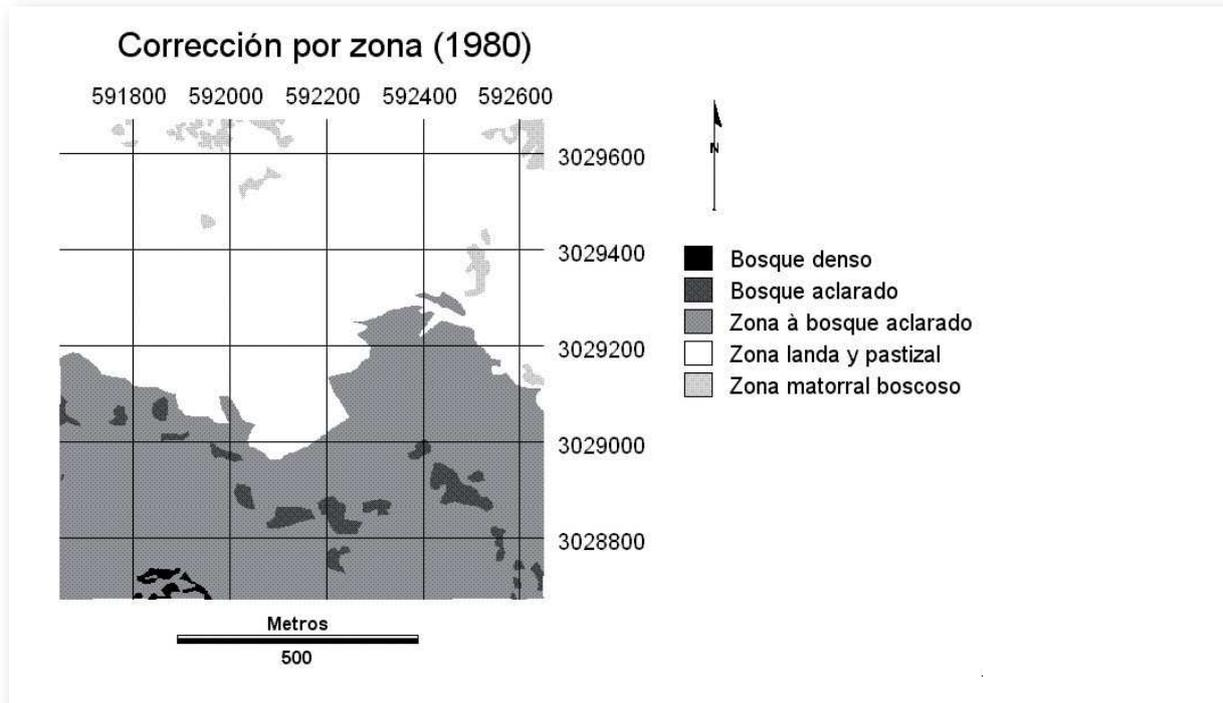 Corrección por zona (1980)
591800 592000 592200 592400 592600
3029600
3029400
3029200
3029000
3028800
N
Bosque denso
Bosque aclarado
Zona à bosque aclarado
Zona landa y pastizal
Zona matorral boscoso
Metros
500